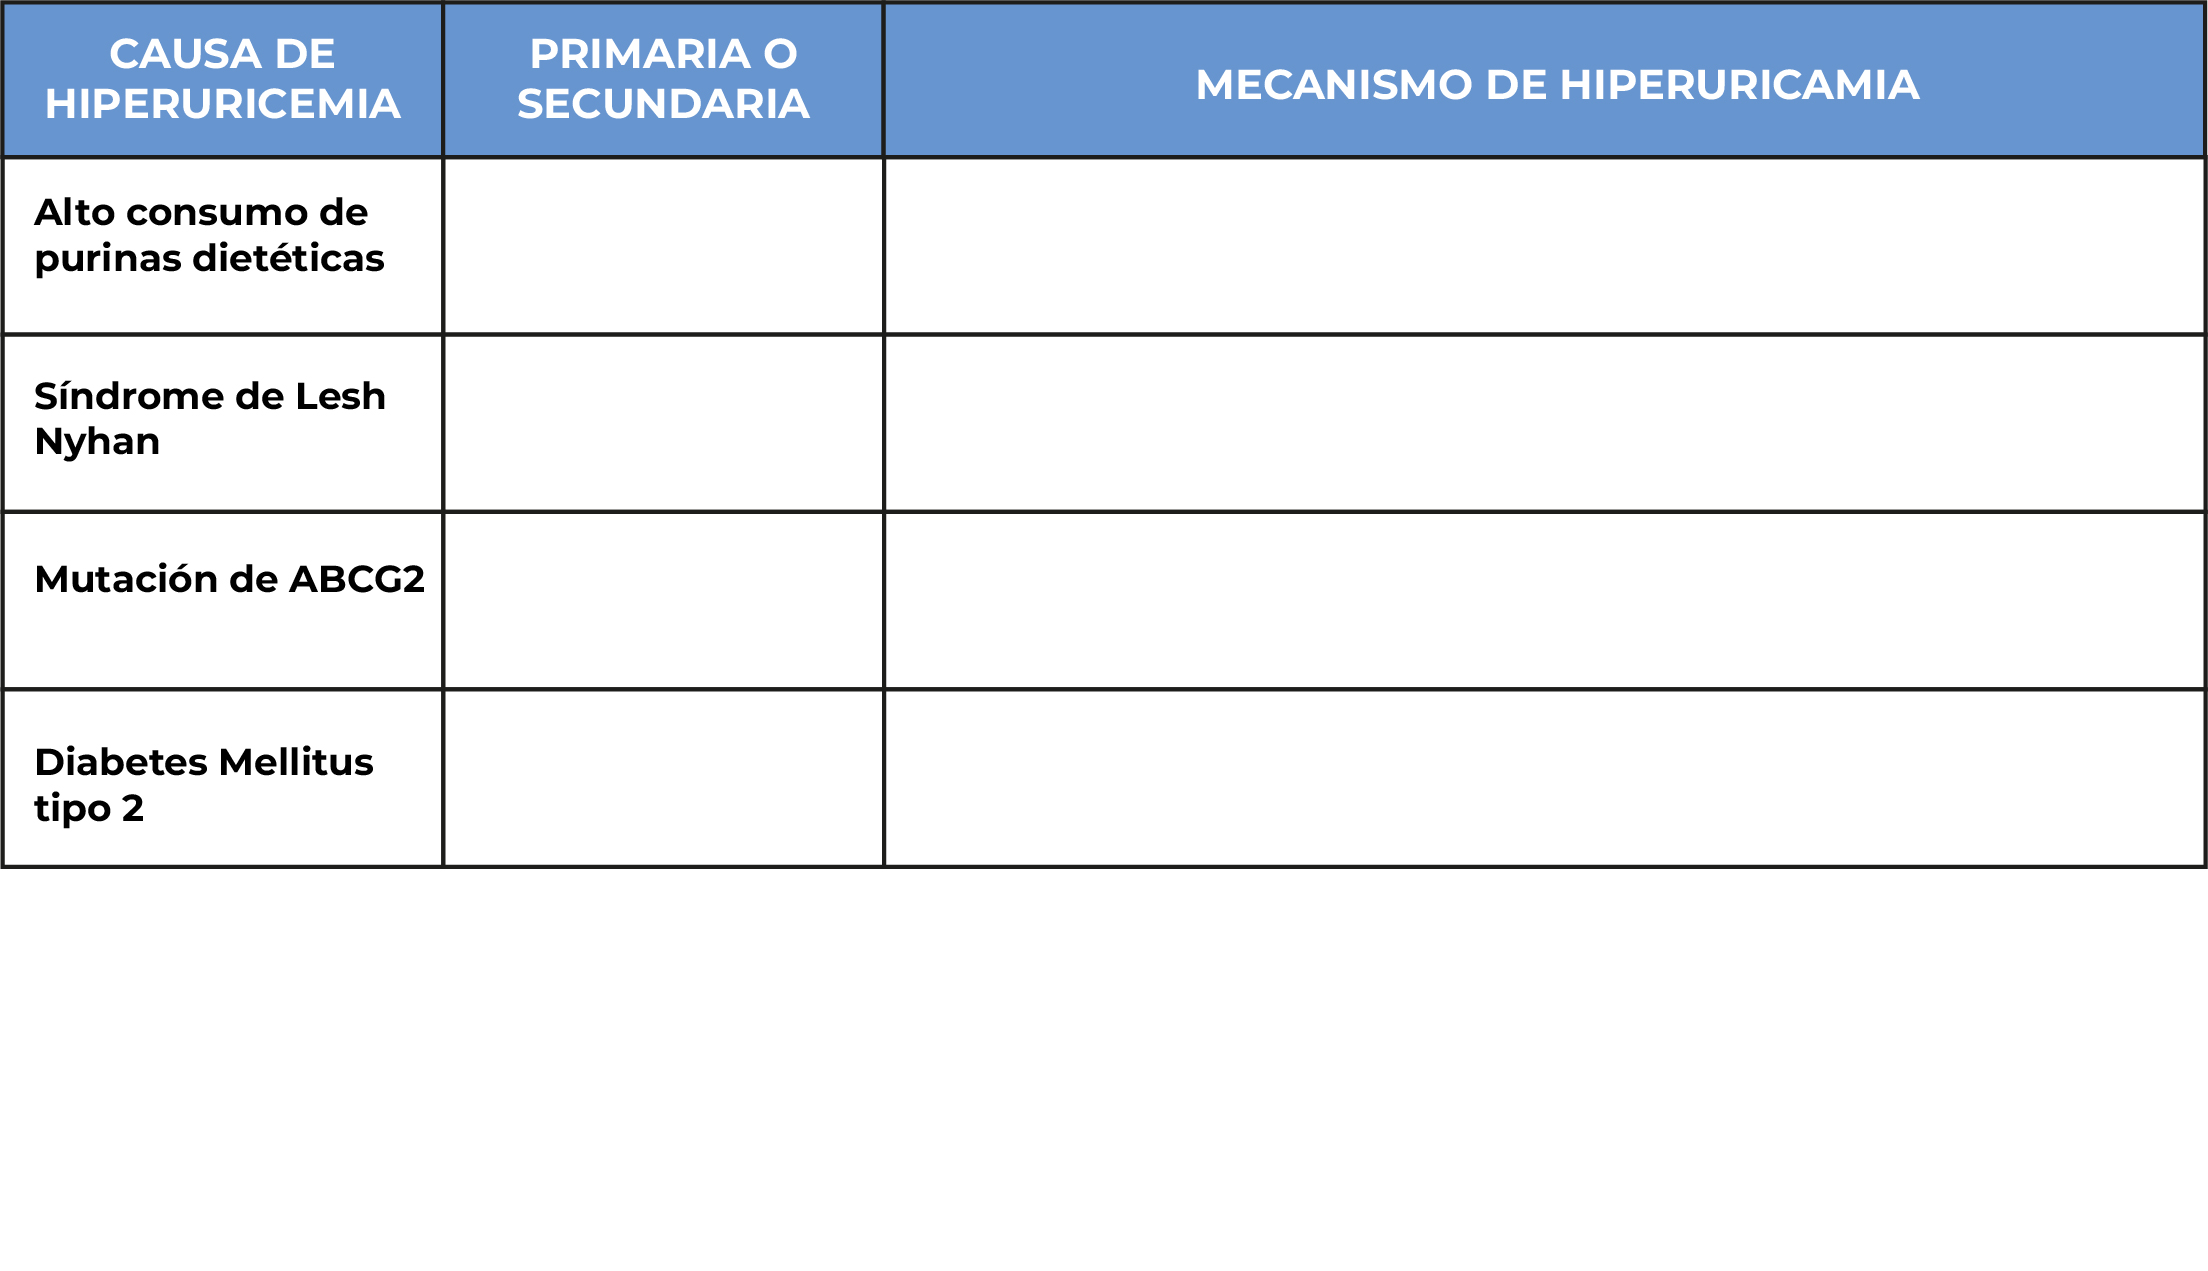 CAUSA DE
HIPERURICEMIA
PRIMARIA O
SECUNDARIA
MECANISMO DE HIPERURICAMIA
Alto consumo de
purinas dietéticas
Síndrome de Lesh
Nyhan
Mutación de ABCG2
Diabetes Mellitus
tipo 2